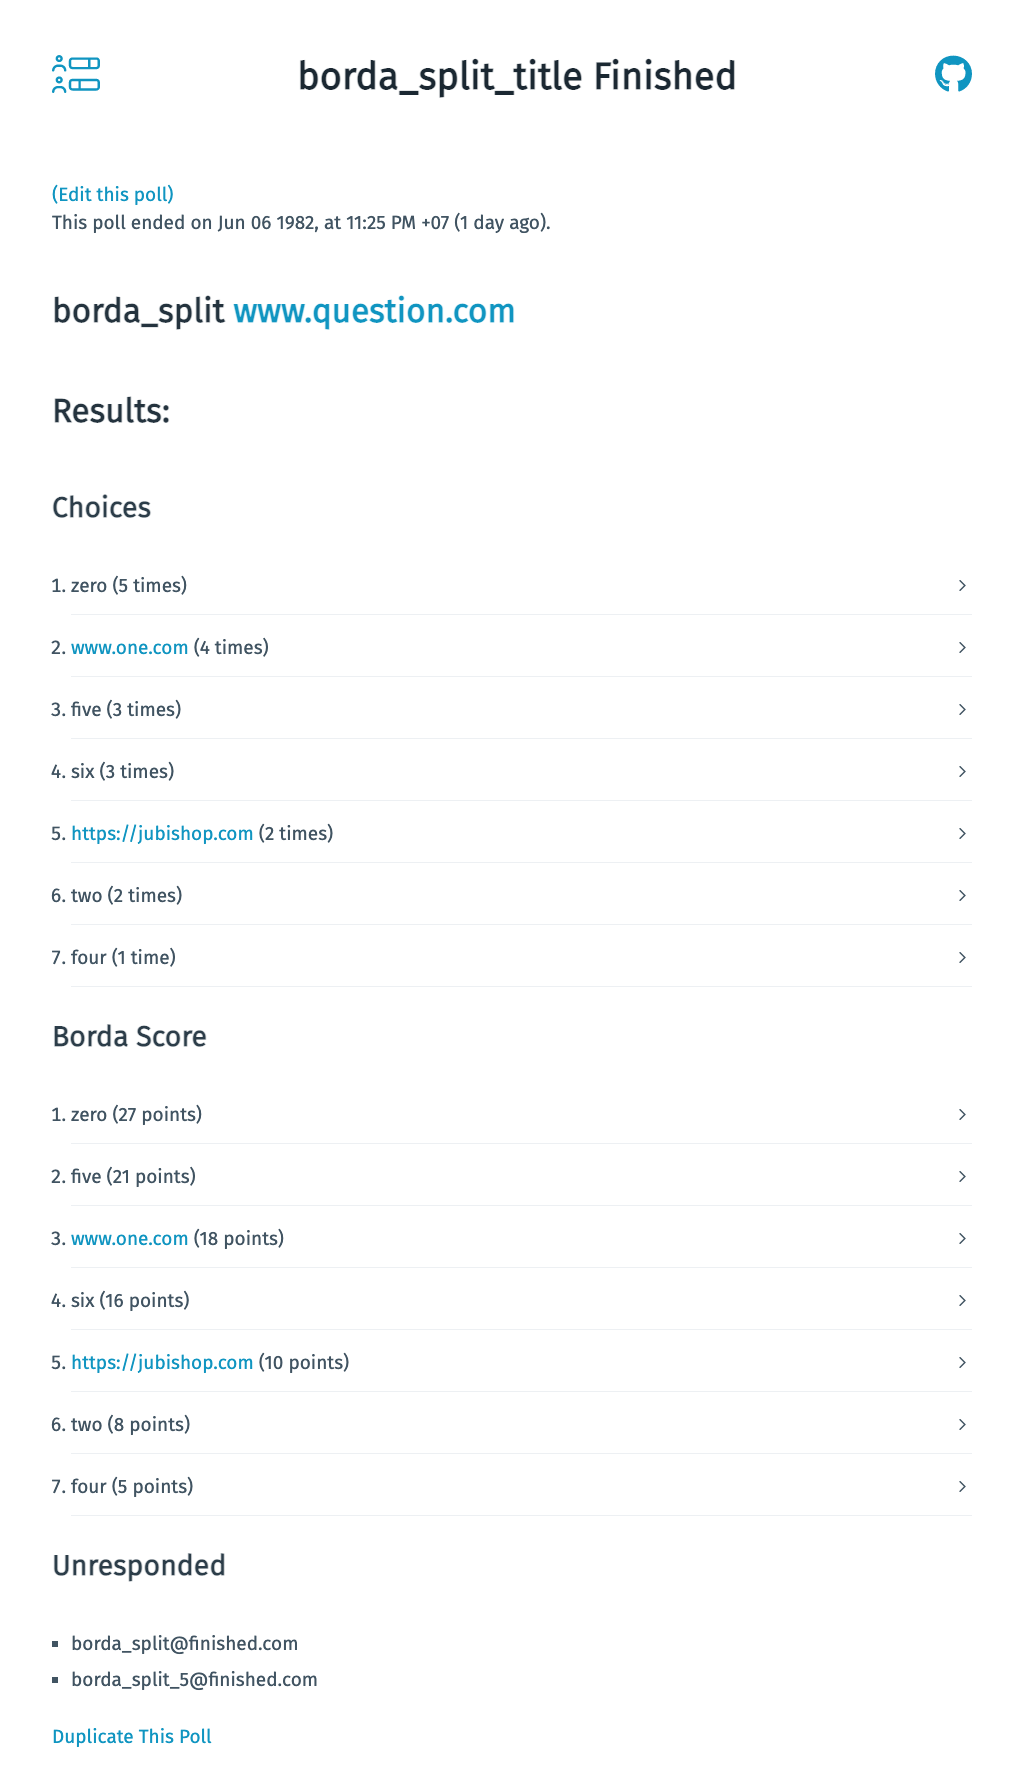 borda_split_title Finished
(Edit this poll)
This poll ended on Jun 06 1982, at 11:25 PM +07 (1 day ago).
borda_split www.question.com
Results:
Choices
1. zero (5 times)
2. www.one.com (4 times)
3. five (3 times)
4. six (3 times)
5. https://jubishop.com (2 times)
6. two (2 times)
7. four (1 time)
Borda Score
1. zero (27 points)
2. five (21 points)
3. www.one.com (18 points)
4. six (16 points)
5. https://jubishop.com (10 points)
6. two (8 points)
7. four (5 points)
Unresponded
borda_split@finished.com
borda_split_5@finished.com
Duplicate This Poll